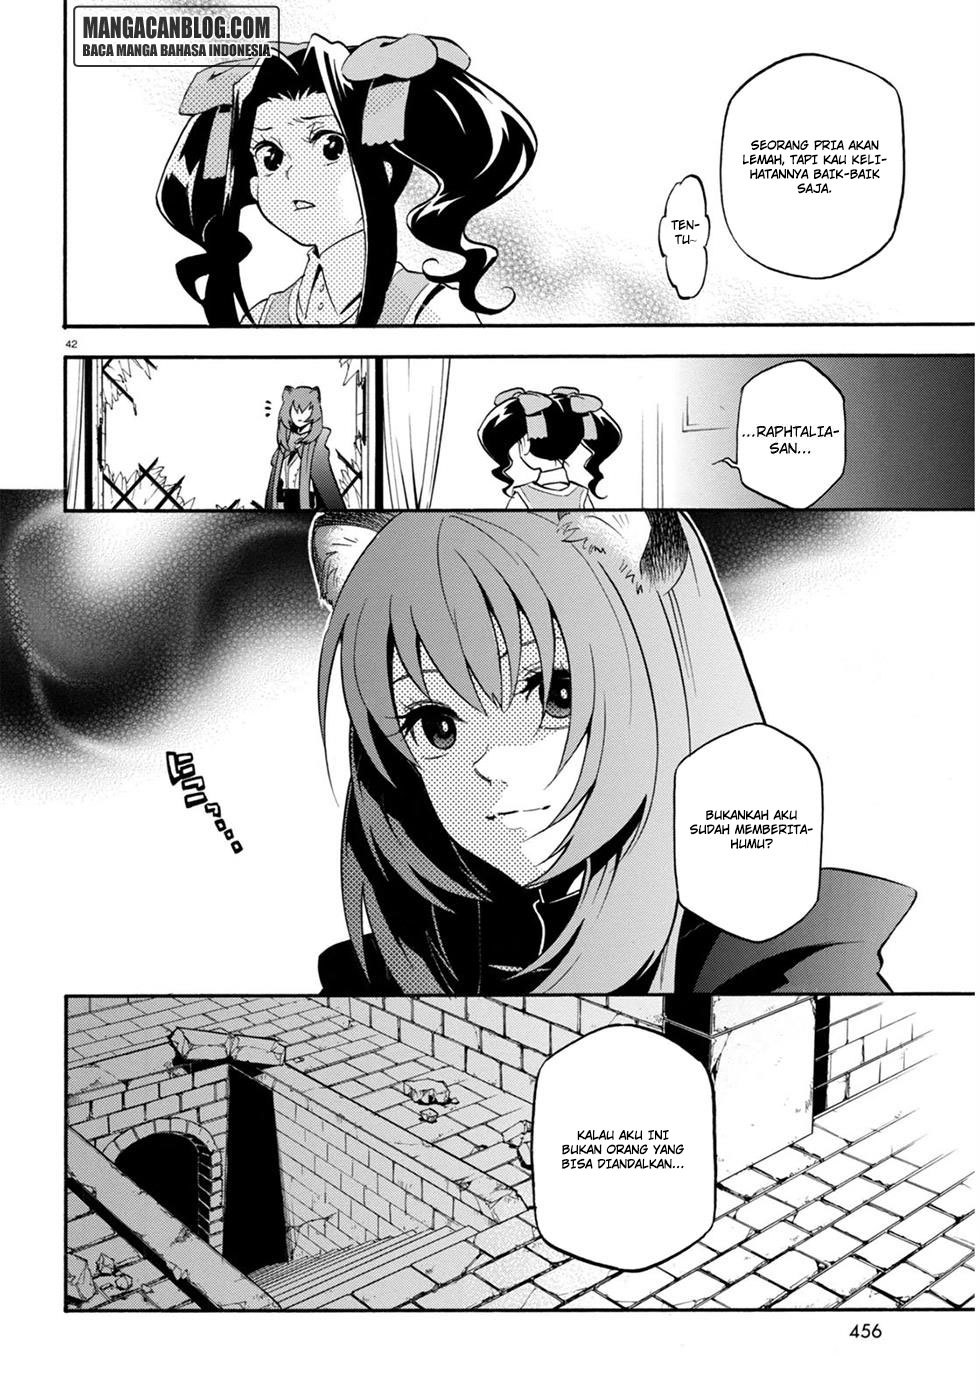 MANGACANBLOG.COM
BACA MANGA BAHASA INDONESIA
SEORANG PRIA AKAN
LEMAH, TAPI KAU KELI-
HATANNYA BAIK-BAIK
SAJA.
TEN-
TU~
42
...RAPHTALIA-
SAN...
BUKANKAH AKU
SUDAH MEMBERITA-
HUMU?
KALAU AKU INI
BUKAN ORANG YANG
BISA DIANDALKAN...
456